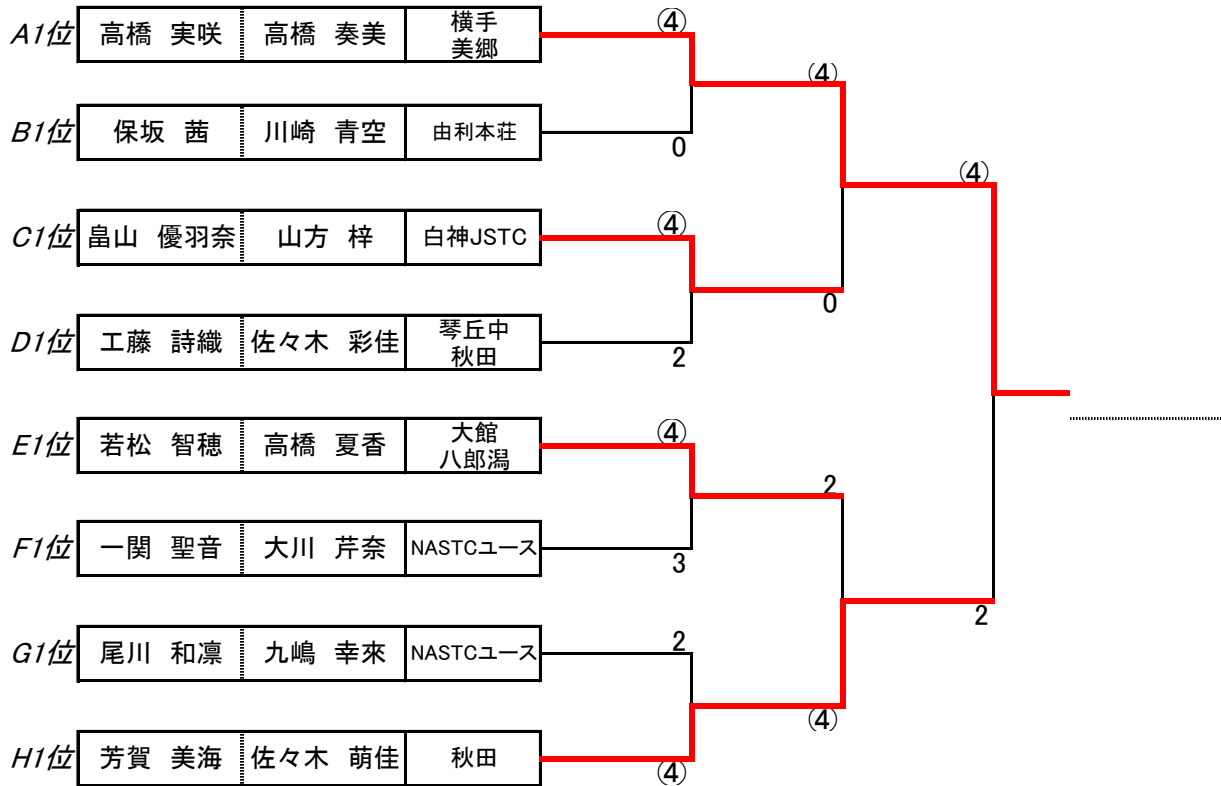 A1位 高橋 実咲 高橋 奏美 横手
美郷
④
④
B1位 保坂 茜 川崎 青空 由利本荘
0
④
C1位 畠山 優羽奈 山方 梓 白神JSTC
④
0
D1位 工藤 詩織 佐々木 彩佳 琴丘中
秋田
2
E1位 若松 智穂 高橋 夏香 大館
八郎潟
④
2
F1位 一関 聖音 大川 芹奈 NASTCユース
3
2
G1位 尾川 和凛 九嶋 幸來 NASTCユース
2
④
H1位 芳賀 美海 佐々木 萌佳 秋田
④